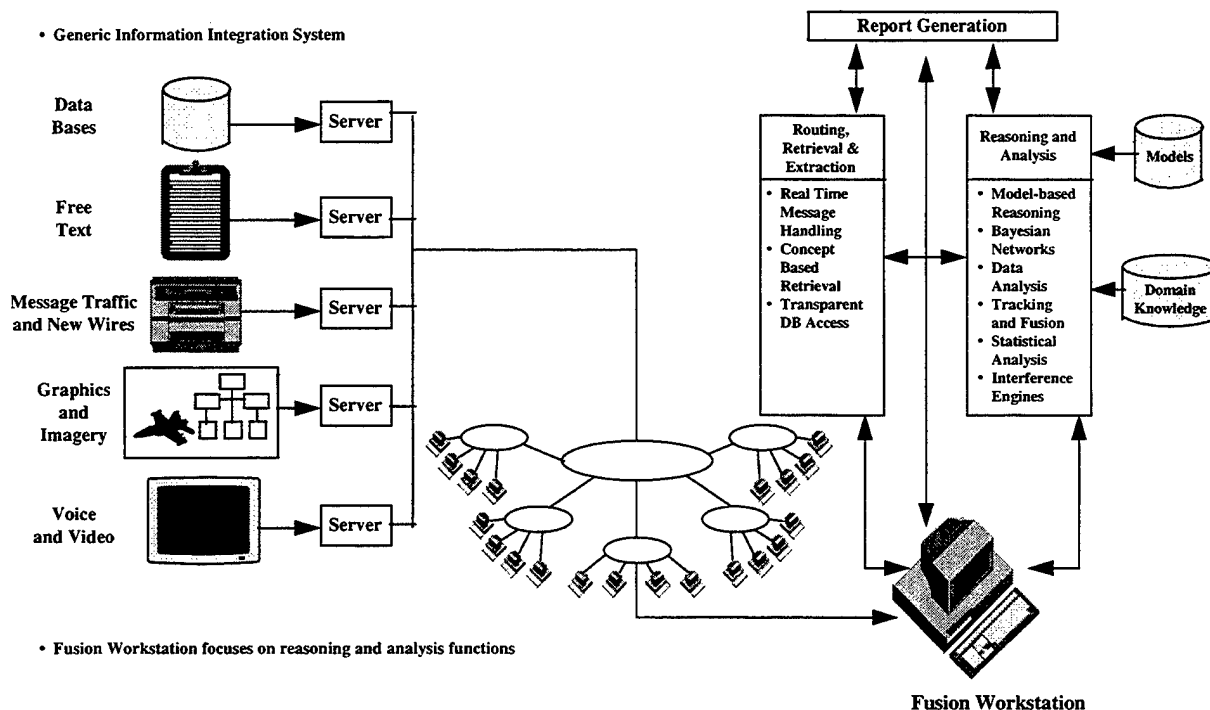 • Generic Information Integration System
Data
Bases
Server
Free
Text
Server
Message Traffic
and New Wires
Server
Graphics
and
Imagery
Server
Voice
and Video
Server
• Fusion Workstation focuses on reasoning and analysis functions
Report Generation
Routing,
Retrieval &
Extraction
• Real Time
Message
Handling
• Concept
Based
Retrieval
• Transparent
DB Access
Reasoning and
Analysis
• Model-based
Reasoning
• Bayesian
Networks
• Data
Analysis
• Tracking
and Fusion
• Statistical
Analysis
• Interference
Engines
Models
Domain
Knowledge
Fusion Workstation